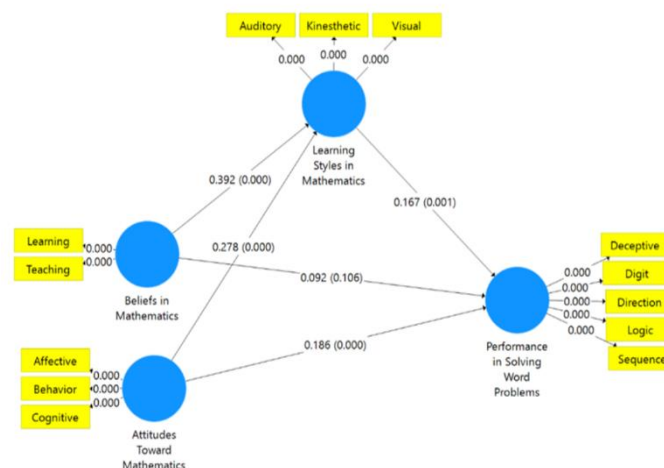 Auditory
Kinesthetic
Visual
0.000
0.000
0.000
Learning
Styles in
Mathematics
0.392 (0.000)
0.167 (0.001)
0.278 (0.000)
Learning
0.000
Teaching
0.000
Beliefs in
Mathematics
0.092 (0.106)
Deceptive
0.000
Digit
0.000
Direction
0.000
Logic
0.000
Sequence
0.000
Performance
in Solving
Word
Problems
0.186 (0.000)
Affective
0.000
Behavior
0.000
Cognitive
0.000
Attitudes
Toward
Mathematics